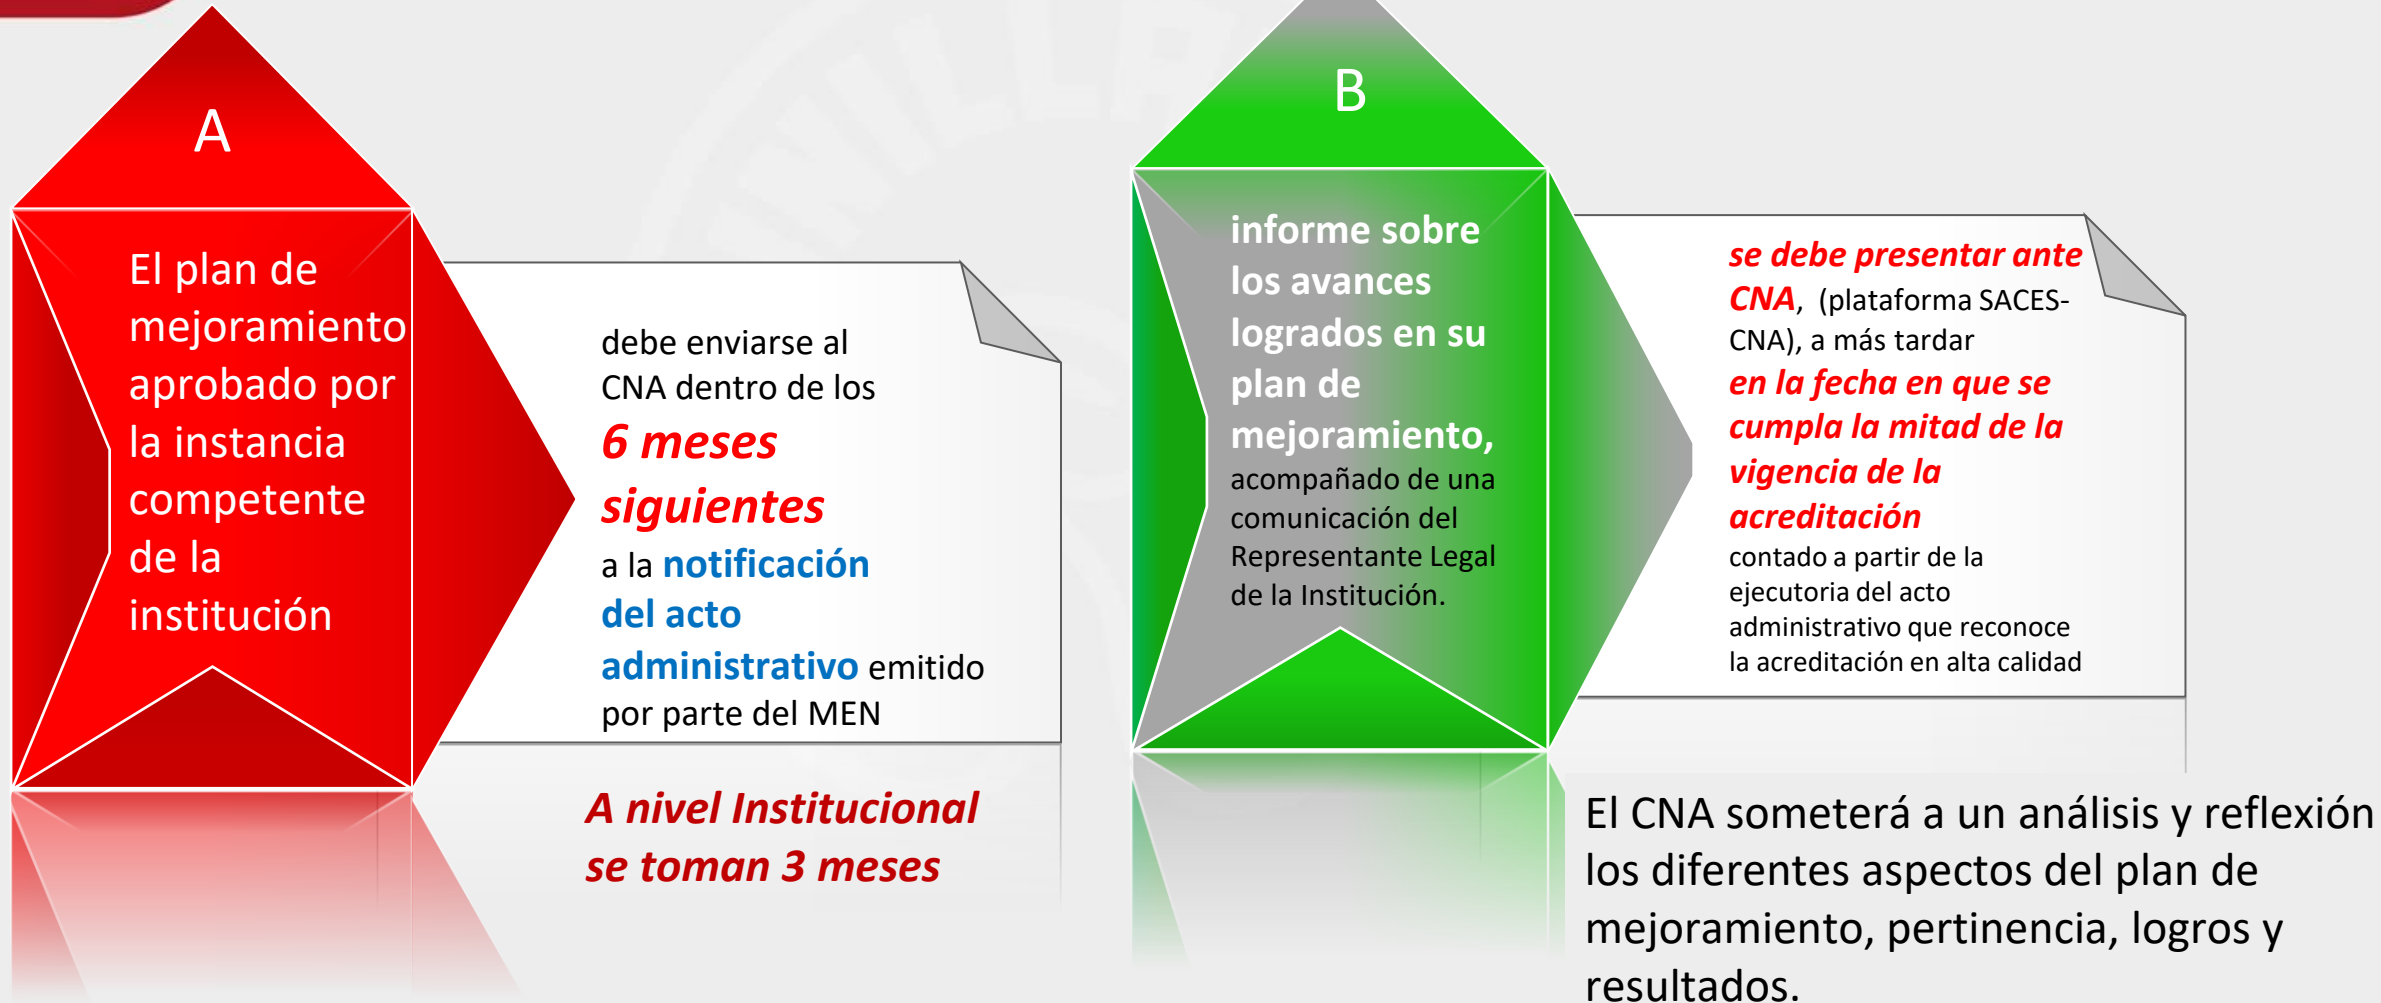 A
El plan de
mejoramiento
aprobado por
la instancia
competente
de la
institución
debe enviarse al
CNA dentro de los
6 meses
siguientes
a la notificación
del acto
administrativo emitido
por parte del MEN
A nivel Institucional
se toman 3 meses
B
informe sobre
los avances
logrados en su
plan de
mejoramiento,
acompañado de una
comunicación del
Representante Legal
de la Institución.
se debe presentar ante
CNA, (plataforma SACES-
CNA), a más tardar
en la fecha en que se
cumpla la mitad de la
vigencia de la
acreditación
contado a partir de la
ejecutoria del acto
administrativo que reconoce
la acreditación en alta calidad
El CNA someterá a un análisis y reflexión
los diferentes aspectos del plan de
mejoramiento, pertinencia, logros y
resultados.